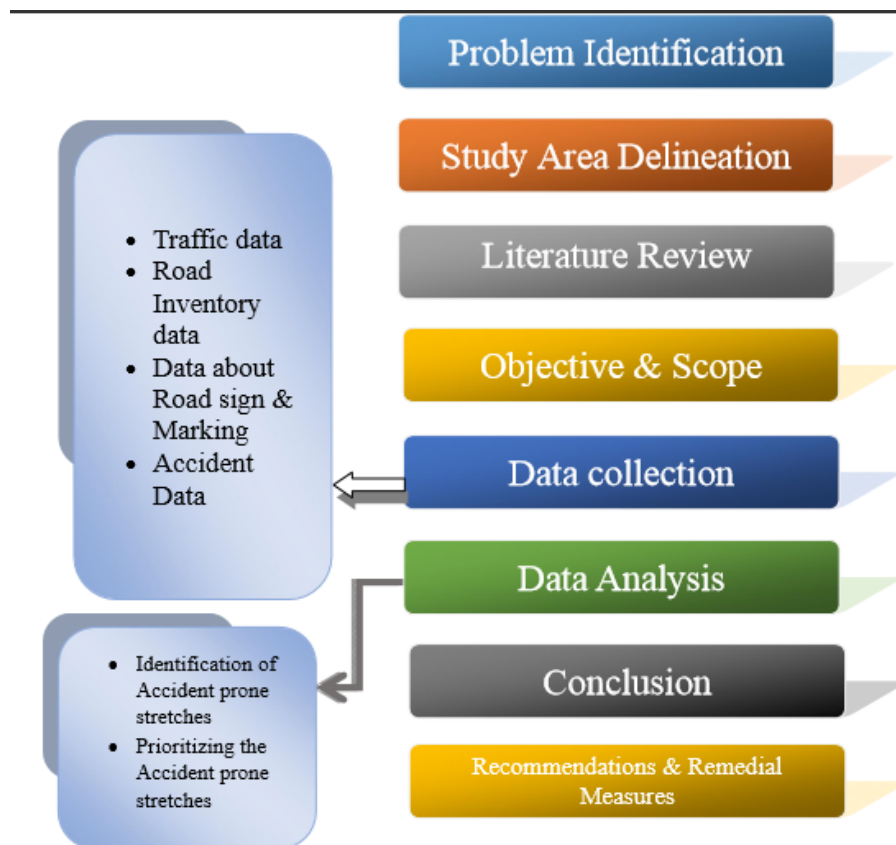 Problem Identification
Study Area Delineation
Literature Review
Objective & Scope
Data collection
Data Analysis
Conclusion
Recommendations & Remedial
Measures
• Traffic data
• Road
Inventory
data
• Data about
Road sign &
Marking
• Accident
Data
• Identification of
Accident prone
stretches
• Prioritizing the
Accident prone
stretches